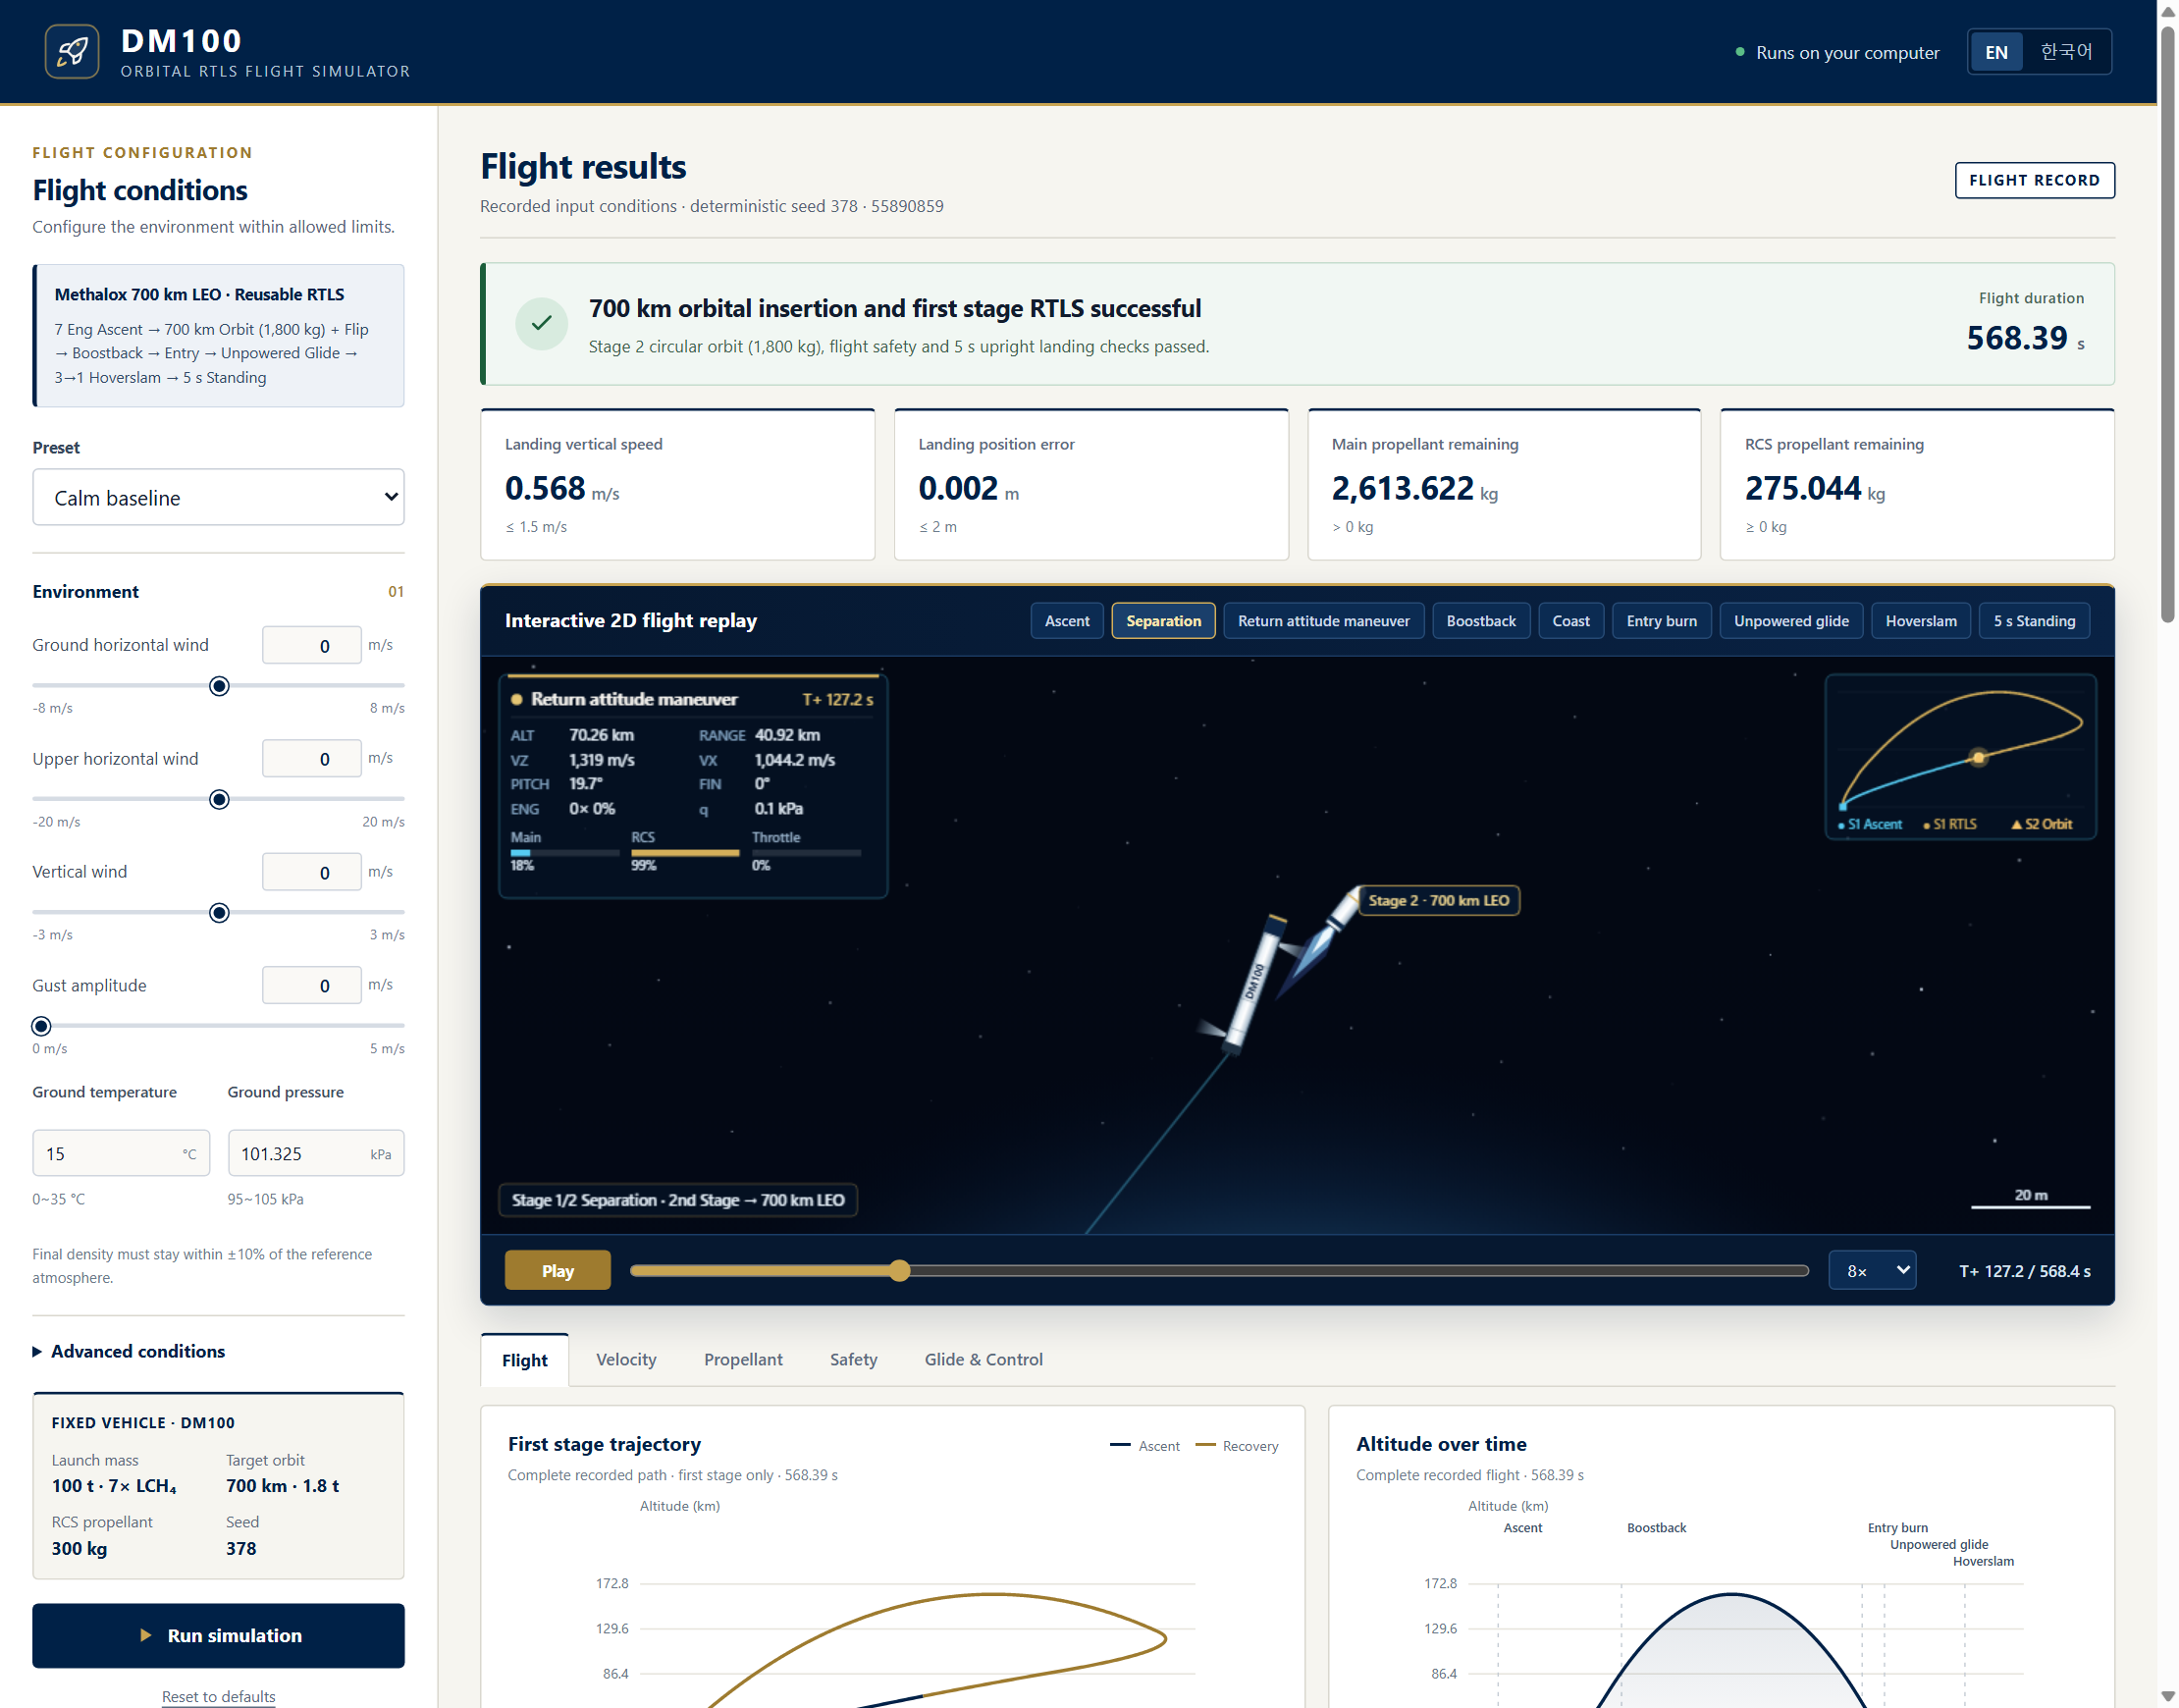 DM100
ORBITAL RTLS FLIGHT SIMULATOR
Runs on your computer
EN
한국어
FLIGHT CONFIGURATION
Flight conditions
Configure the environment within allowed limits.
Methalox 700 km LEO · Reusable RTLS
7 Eng Ascent → 700 km Orbit (1,800 kg) + Flip
→ Boostback → Entry → Unpowered Glide →
3→1 Hoverslam → 5 s Standing
Preset
Calm baseline
Environment
01
Ground horizontal wind
0
m/s
-8 m/s
8 m/s
Upper horizontal wind
0
m/s
-20 m/s
20 m/s
Vertical wind
0
m/s
-3 m/s
3 m/s
Gust amplitude
0
m/s
0 m/s
5 m/s
Ground temperature
Ground pressure
15
°C
101.325
kPa
0~35 °C
95~105 kPa
Final density must stay within ±10% of the reference
atmosphere.
Advanced conditions
FIXED VEHICLE · DM100
Launch mass
Target orbit
100 t · 7× LCH₄
700 km · 1.8 t
RCS propellant
Seed
300 kg
378
Run simulation
Reset to defaults
Flight results
Recorded input conditions · deterministic seed 378 · 55890859
FLIGHT RECORD
700 km orbital insertion and first stage RTLS successful
Stage 2 circular orbit (1,800 kg), flight safety and 5 s upright landing checks passed.
Flight duration
568.39 s
Landing vertical speed
0.568 m/s
≤ 1.5 m/s
Landing position error
0.002 m
≤ 2 m
Main propellant remaining
2,613.622 kg
> 0 kg
RCS propellant remaining
275.044 kg
≥ 0 kg
Interactive 2D flight replay
Ascent
Separation
Return attitude maneuver
Boostback
Coast
Entry burn
Unpowered glide
Hoverslam
5 s Standing
Return attitude maneuver
T+ 127.2 s
ALT 70.26 km RANGE 40.92 km
VZ 1,319 m/s VX 1,044.2 m/s
PITCH 19.7° FIN 0°
ENG 0× 0% q 0.1 kPa
Main RCS Throttle
18% 99% 0%
S1 Ascent
S1 RTLS
S2 Orbit
Stage 2 · 700 km LEO
DM100
Stage 1/2 Separation · 2nd Stage → 700 km LEO
20 m
Play
8×
T+ 127.2 / 568.4 s
Flight
Velocity
Propellant
Safety
Glide & Control
First stage trajectory
Ascent
Recovery
Complete recorded path · first stage only · 568.39 s
Altitude (km)
172.8
129.6
86.4
Altitude over time
Complete recorded flight · 568.39 s
Altitude (km)
Ascent
Boostback
Entry burn
Unpowered glide
Hoverslam
172.8
129.6
86.4